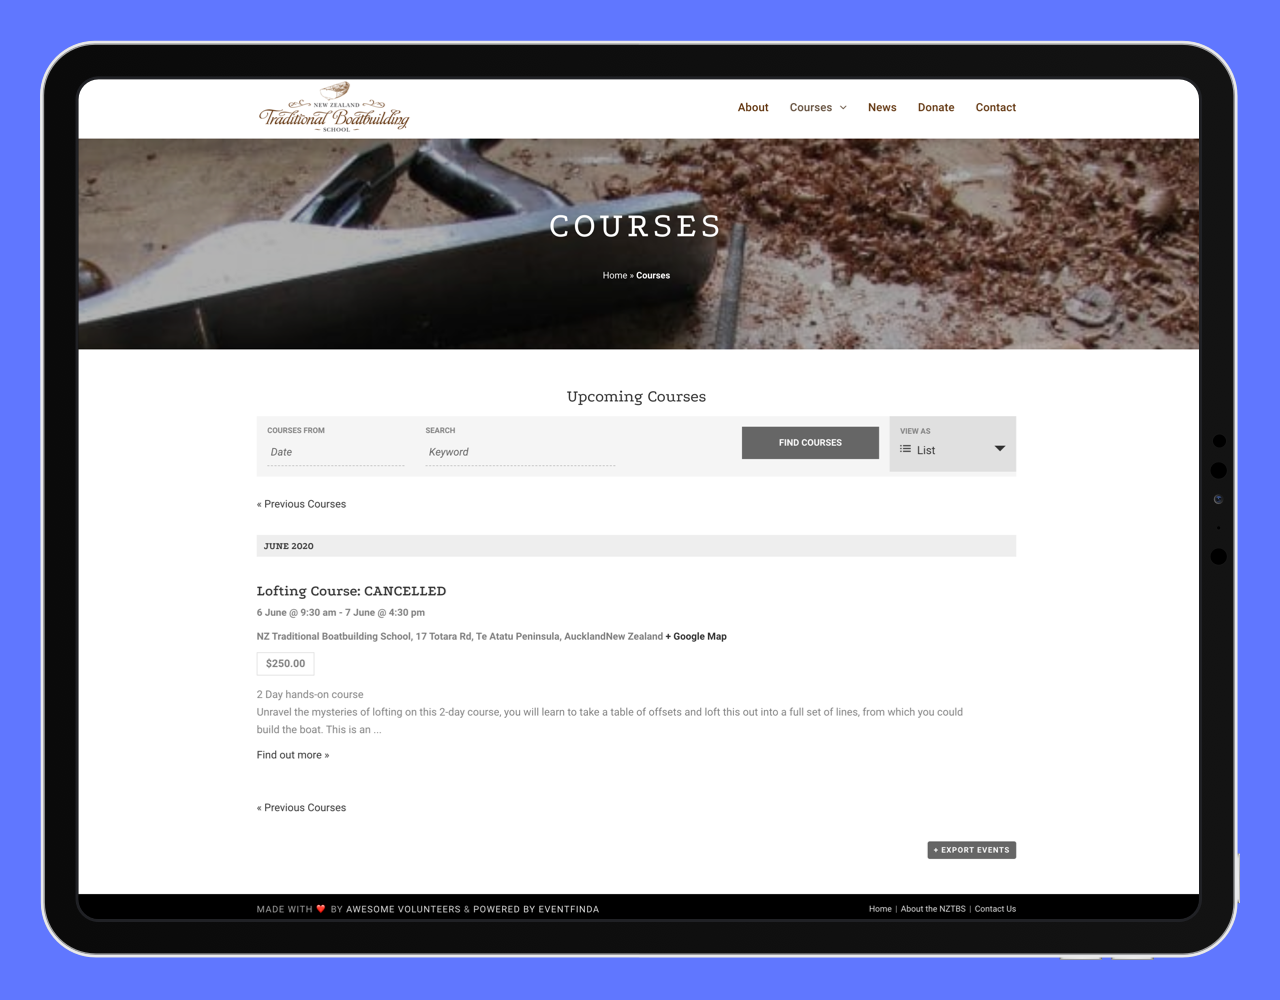 NEW ZEALAND
Traditional Boatbuilding
SCHOOL
About Courses News Donate Contact
COURSES
Home » Courses
Upcoming Courses
COURSES FROM SEARCH FIND COURSES VIEW AS
Date Keyword List
« Previous Courses
JUNE 2020
Lofting Course: CANCELLED
6 June @ 9:30 am - 7 June @ 4:30 pm
NZ Traditional Boatbuilding School, 17 Totara Rd, Te Atatu Peninsula, AucklandNew Zealand + Google Map
$250.00
2 Day hands-on course
Unravel the mysteries of lofting on this 2-day course, you will learn to take a table of offsets and loft this out into a full set of lines, from which you could
build the boat. This is an ...
Find out more »
« Previous Courses
+ EXPORT EVENTS
MADE WITH ❤️ BY AWESOME VOLUNTEERS & POWERED BY EVENTFINDA Home | About the NZTBS | Contact Us